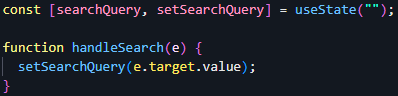 const [searchQuery, setSearchQuery] = useState("");
function handleSearch(e) {
  setSearchQuery(e.target.value);
}